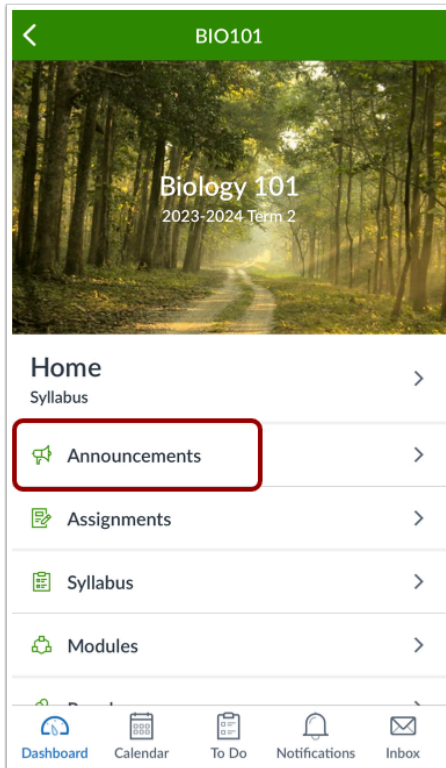 BIO101
Biology 101
2023-2024 Term 2
Home
Syllabus
Announcements
Assignments
Syllabus
Modules
Dashboard
Calendar
To Do
Notifications
Inbox